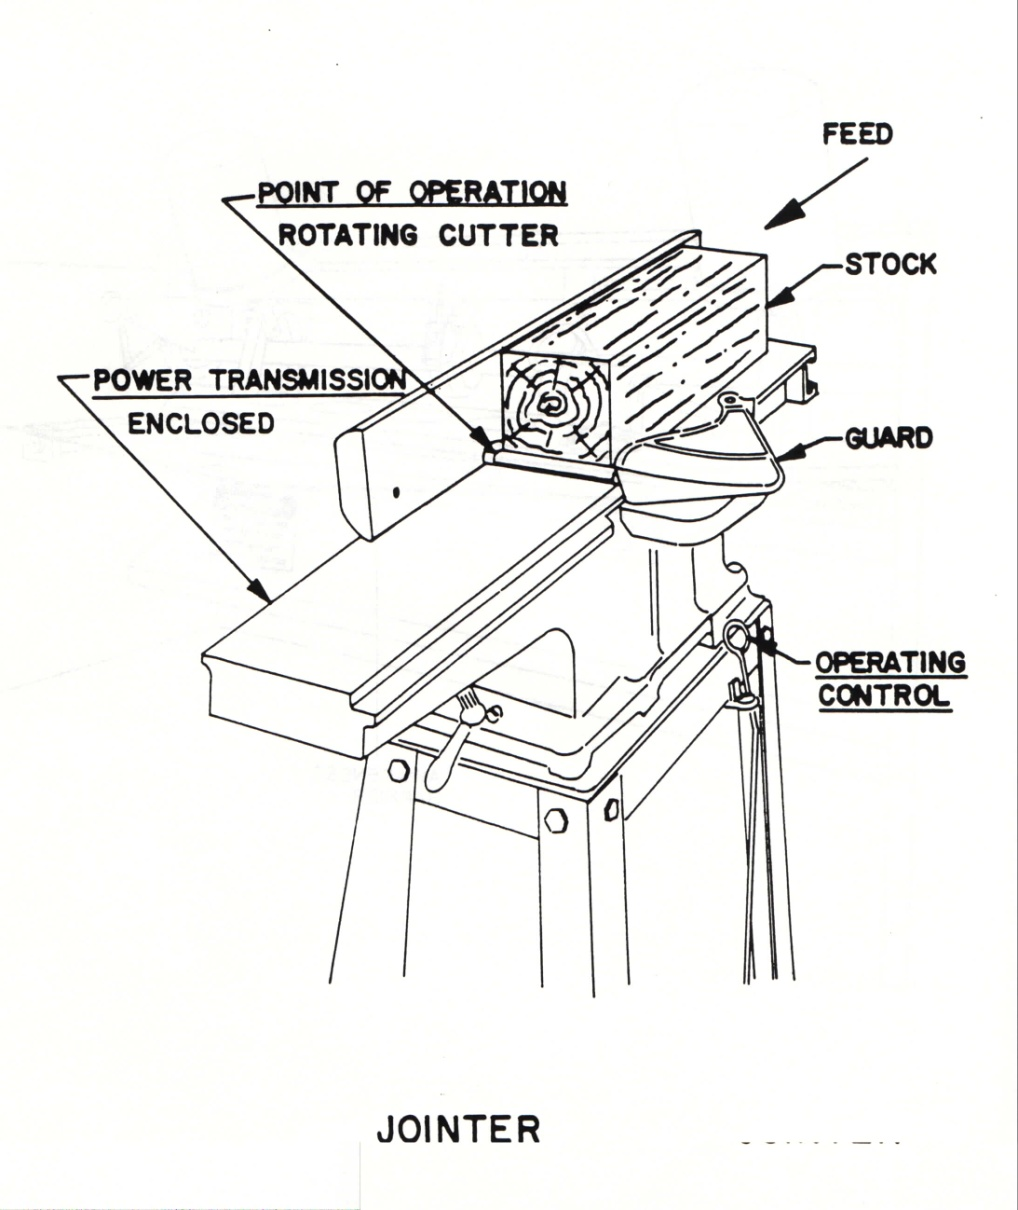 FEED
POINT OF OPERATION
ROTATING CUTTER
STOCK
POWER TRANSMISSION
ENCLOSED
GUARD
OPERATING
CONTROL
JOINTER